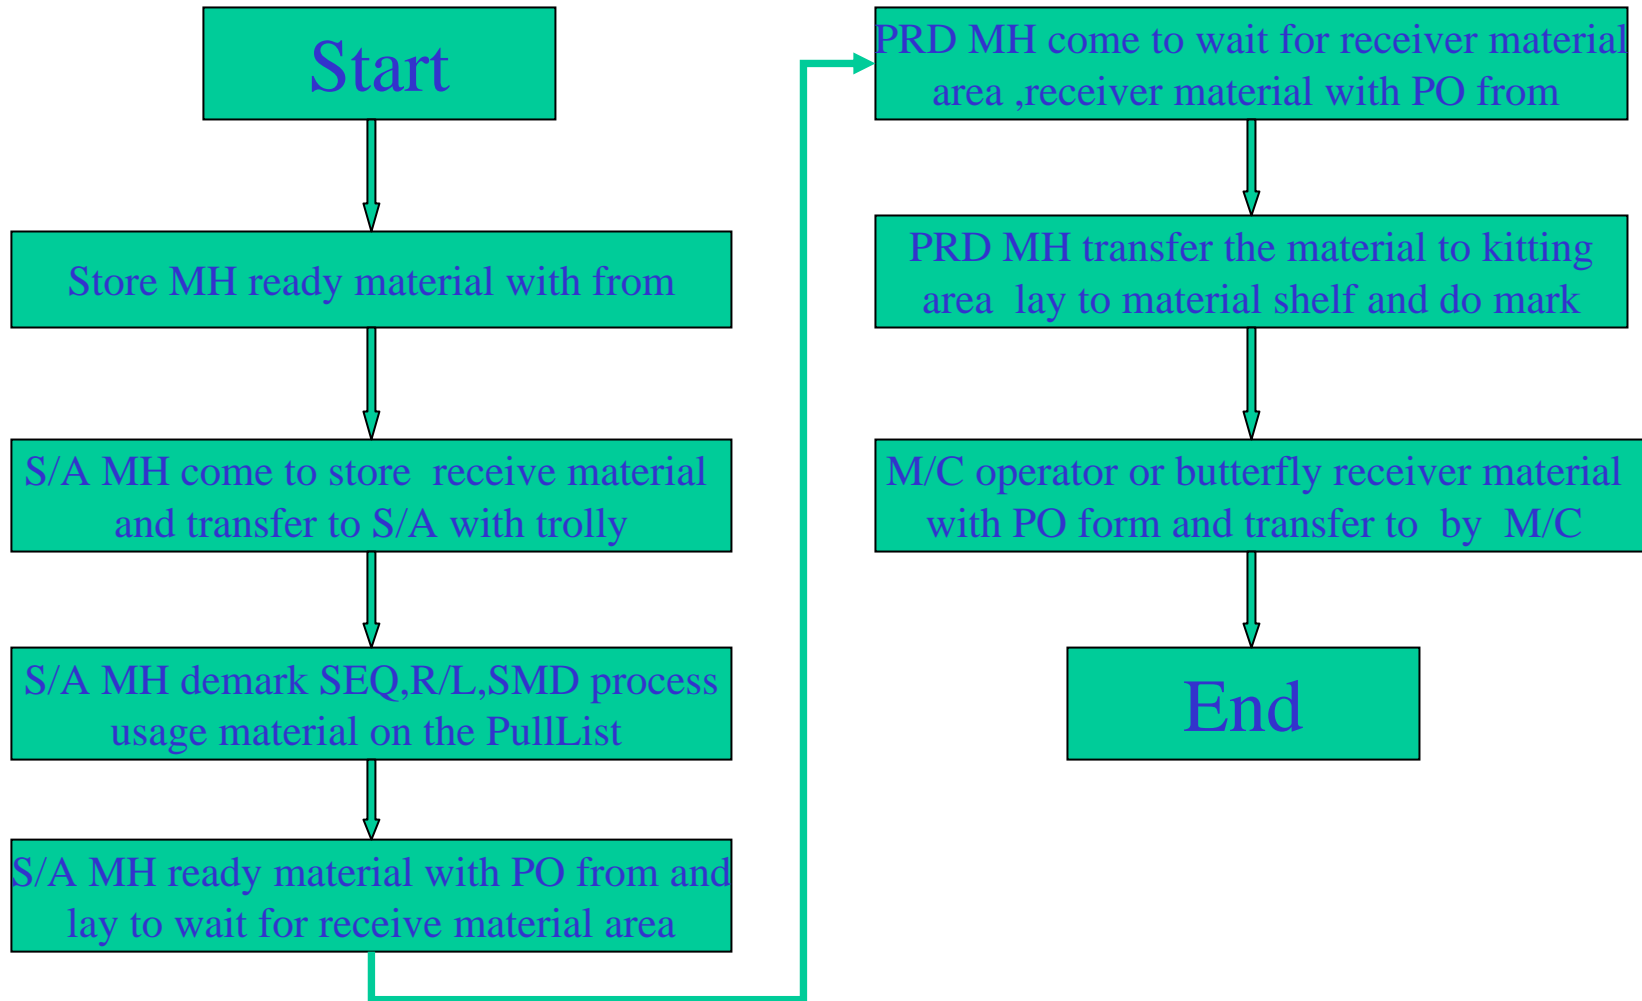 Start
Store MH ready material with from
S/A MH come to store receive material
and transfer to S/A with trolly
S/A MH demark SEQ,R/L,SMD process
usage material on the PullList
S/A MH ready material with PO from and
lay to wait for receive material area
PRD MH come to wait for receiver material
area ,receiver material with PO from
PRD MH transfer the material to kitting
area lay to material shelf and do mark
M/C operator or butterfly receiver material
with PO form and transfer to by M/C
End